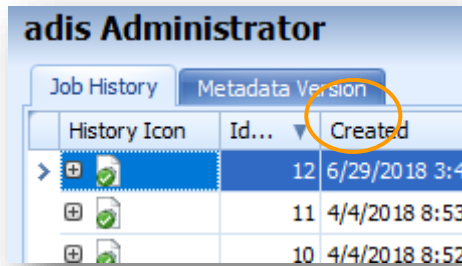 adis Administrator
Job History Metadata Version
History Icon Id... Created
12 6/29/2018 3:4
11 4/4/2018 8:53
10 4/4/2018 8:52